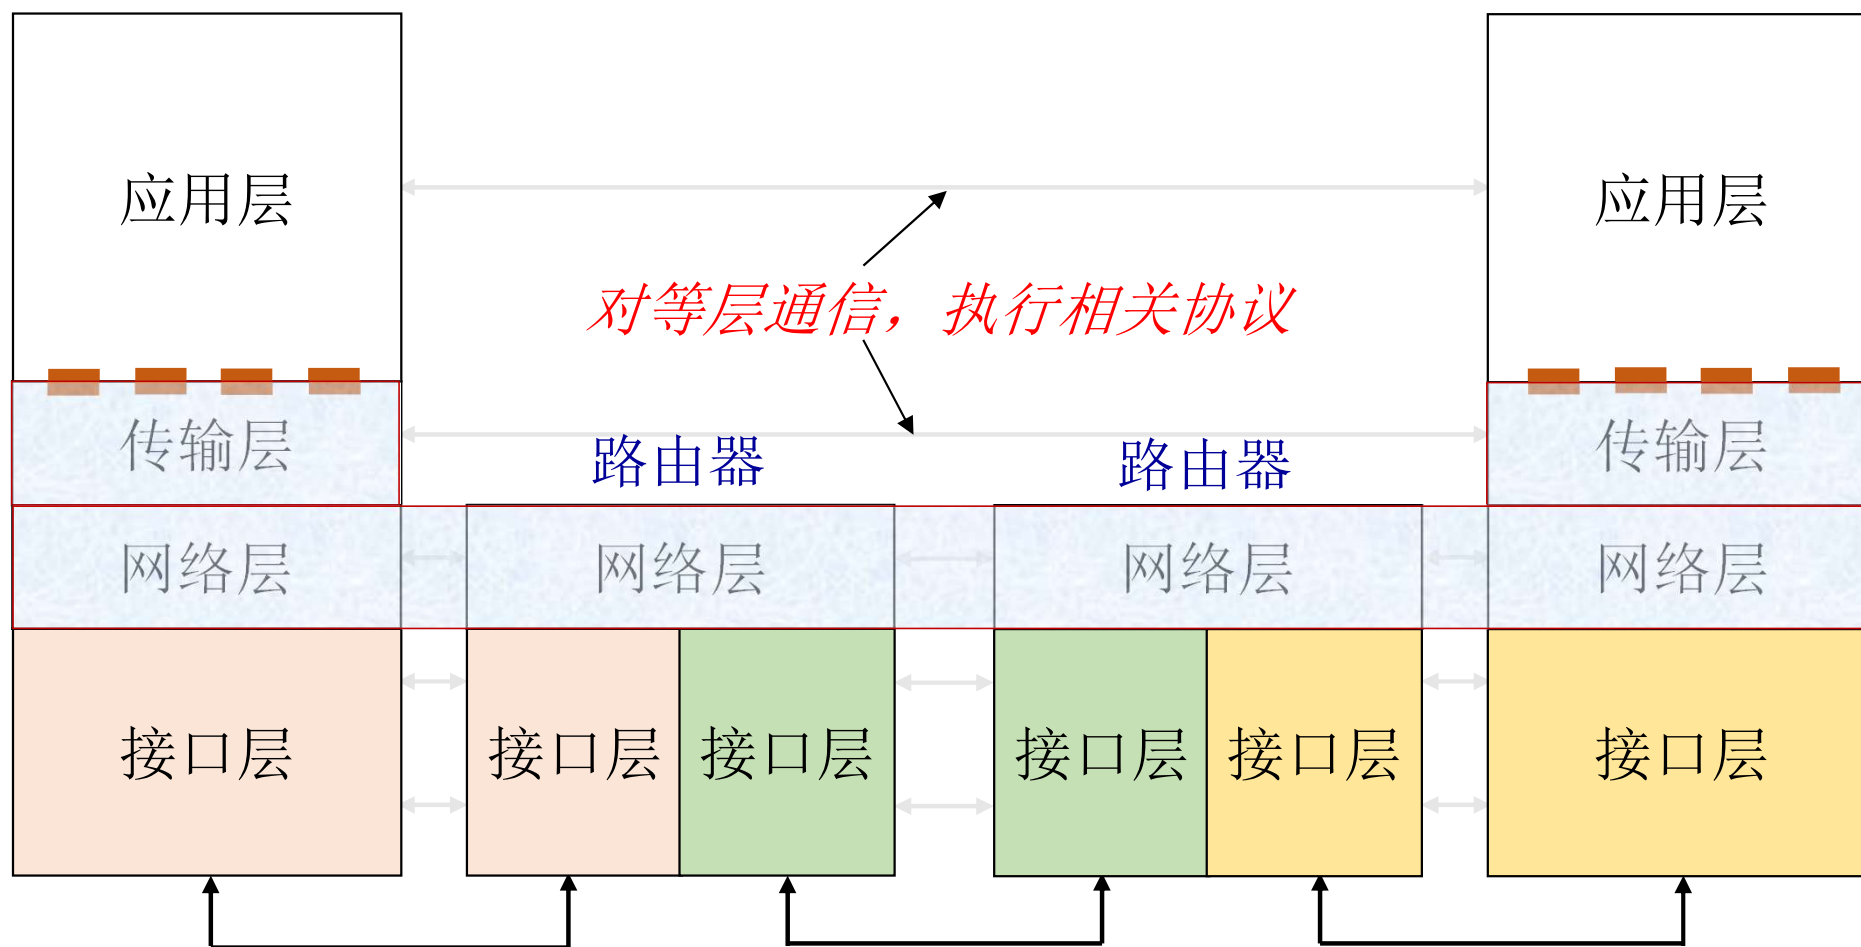 应用层
应用层
对等层通信，执行相关协议
传输层
路由器
路由器
传输层
网络层
网络层
网络层
网络层
接口层
接口层
接口层
接口层
接口层
接口层